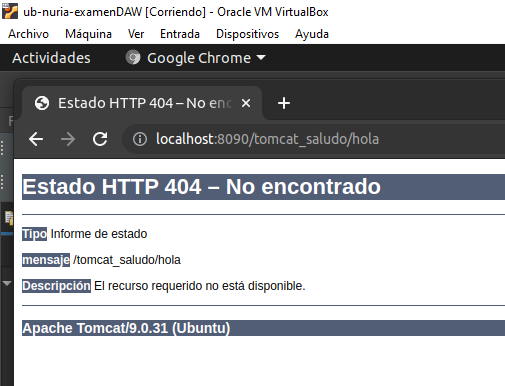 ub-nuria-examenDAW [Corriendo] - Oracle VM VirtualBox
Archivo Máquina Ver Entrada Dispositivos Ayuda
Actividades Google Chrome
Estado HTTP 404 – No enc
localhost:8090/tomcat_saludo/hola
Estado HTTP 404 – No encontrado
Tipo Informe de estado
mensaje /tomcat_saludo/hola
Descripción El recurso requerido no está disponible.
Apache Tomcat/9.0.31 (Ubuntu)